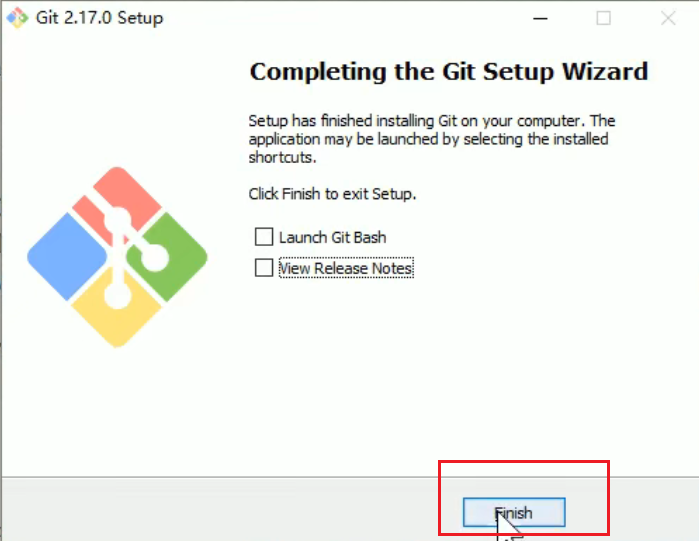 Git 2.17.0 Setup
Completing the Git Setup Wizard
Setup has finished installing Git on your computer. The
application may be launched by selecting the installed
shortcuts.
Click Finish to exit Setup.
Launch Git Bash
View Release Notes
Finish